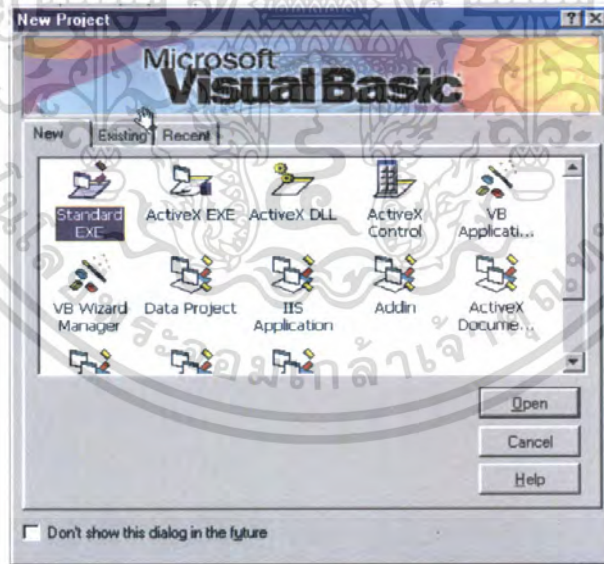 New Project
Microsoft
Visual Basic
New Existing Recent
Standard EXE
ActiveX EXE
ActiveX DLL
ActiveX Control
VB Applicati...
VB Wizard Manager
Data Project
IIS Application
Addin
ActiveX Docume...
Open
Cancel
Help
Don't show this dialog in the future